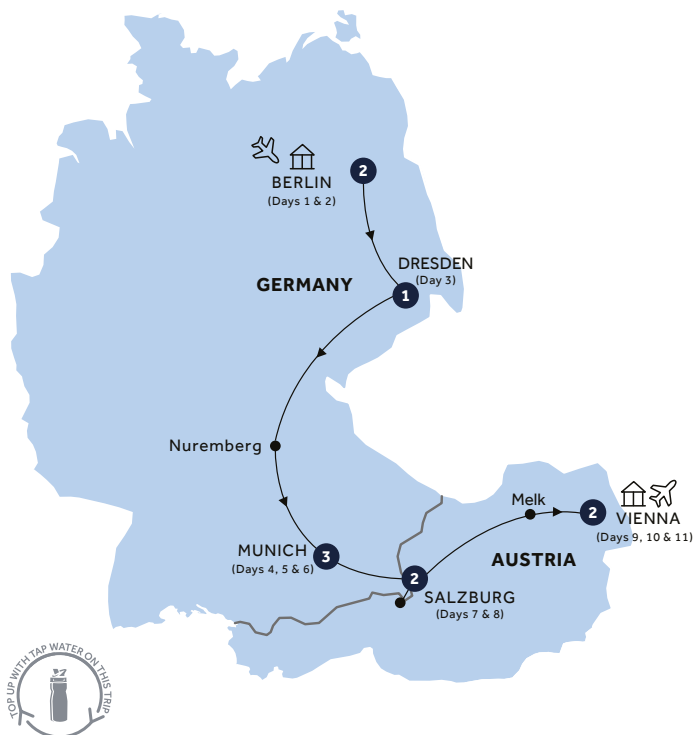 2
BERLIN
(Days 1 & 2)
DRESDEN
(Day 3)
GERMANY
1
Nuremberg
Melk
2
VIENNA
(Days 9, 10 & 11)
MUNICH
(Days 4, 5 & 6)
3
AUSTRIA
2
SALZBURG
(Days 7 & 8)
TOP UP WITH TAP WATER ON THIS TRIP